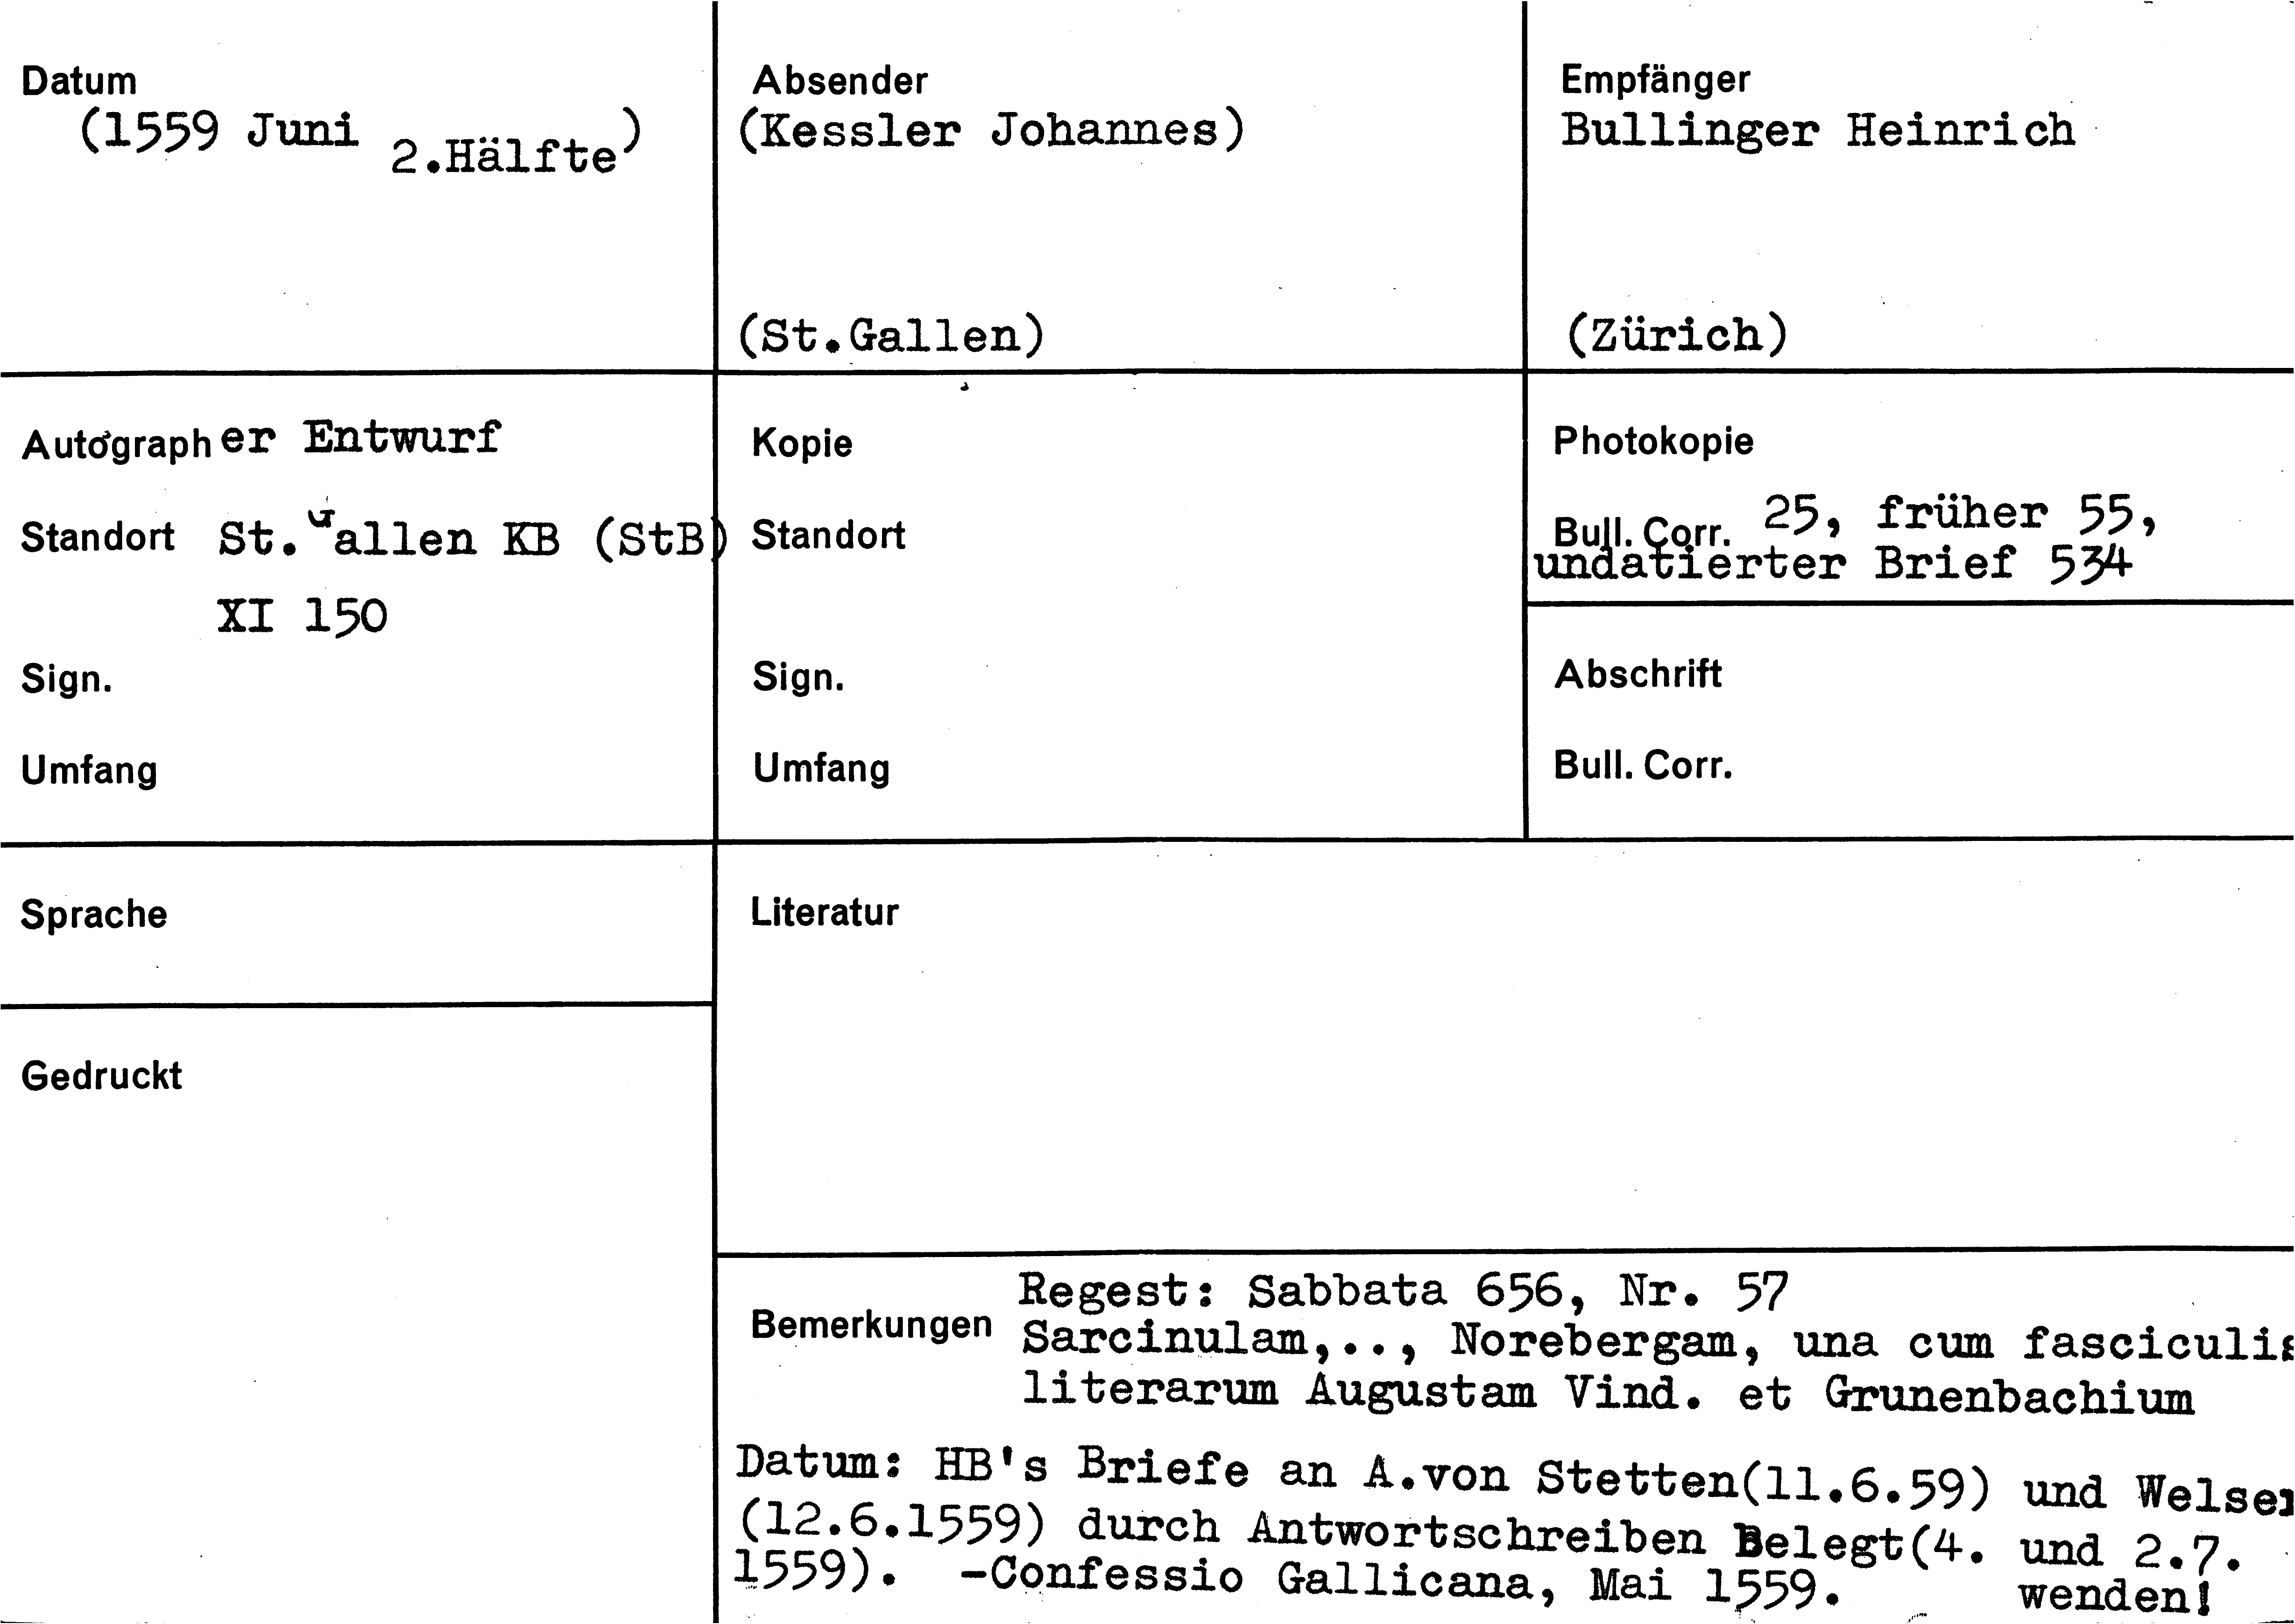 Datum
(1559 Juni 2.Hälfte)
Absender
(Kessler Johannes)
(St.Gallen)
Empfänger
Bullinger Heinrich
(Zürich)
Autographer Entwurf
Standort St.Gallen KB (StB)
XI 150
Sign.
Umfang
Kopie
Standort
Sign.
Umfang
Photokopie
Bull. Corr. 25, früher 55,
undatierter Brief 534
Abschrift
Bull. Corr.
Sprache
Gedruckt
Literatur
Bemerkungen
Regest: Sabbata 656, Nr. 57
Sarcinulam,.., Norebergam, una cum fasciculis
literarum Augustam Vind. et Grunenbachium
Datum: HB's Briefe an A.von Stetten(11.6.59) und Welser
(12.6.1559) durch Antwortschreiben Belegt(4. und 2.7.
1559). -Confessio Gallicana, Mai 1559. wenden!